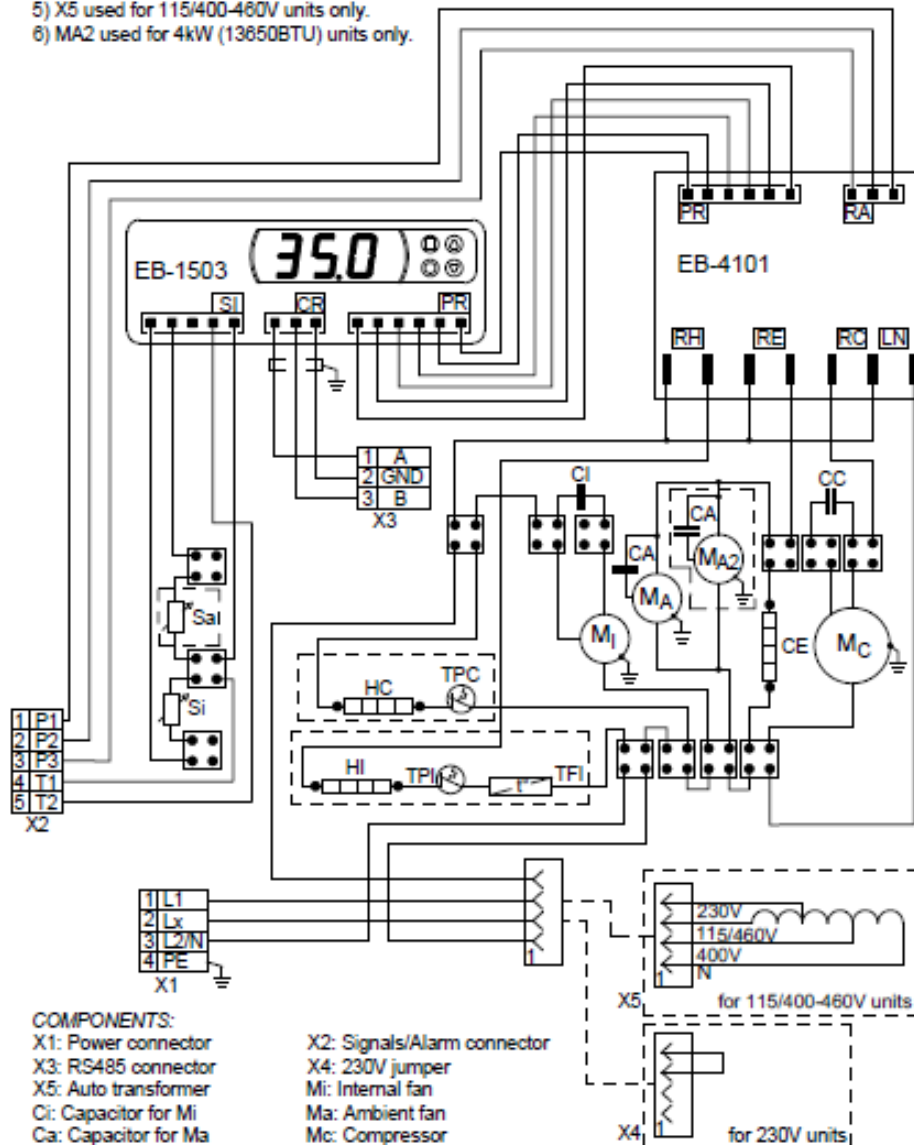 5) X5 used for 115/400-460V units only.
6) MA2 used for 4kW (13650BTU) units only.
PR
RA
EB-4101
EB-1503
35.0
SI
CR
PR
RH
RE
RC
LN
1 A
2 GND
3 B
X3
CI
CC
CA
CA
MA2
MA
MI
CE
MC
Sai
Si
HC
TPC
HI
TPI
t°
TFI
1 P1
2 P2
3 P3
4 T1
5 T2
X2
1 L1
2 Lx
3 L2/N
4 PE
X1
1
230V
115/460V
400V
N
1
X5
for 115/400-460V units
1
X4
for 230V units
COMPONENTS:
X1: Power connector
X2: Signals/Alarm connector
X3: RS485 connector
X4: 230V jumper
X5: Auto transformer
Mi: Internal fan
Ci: Capacitor for Mi
Ma: Ambient fan
Ca: Capacitor for Ma
Mc: Compressor